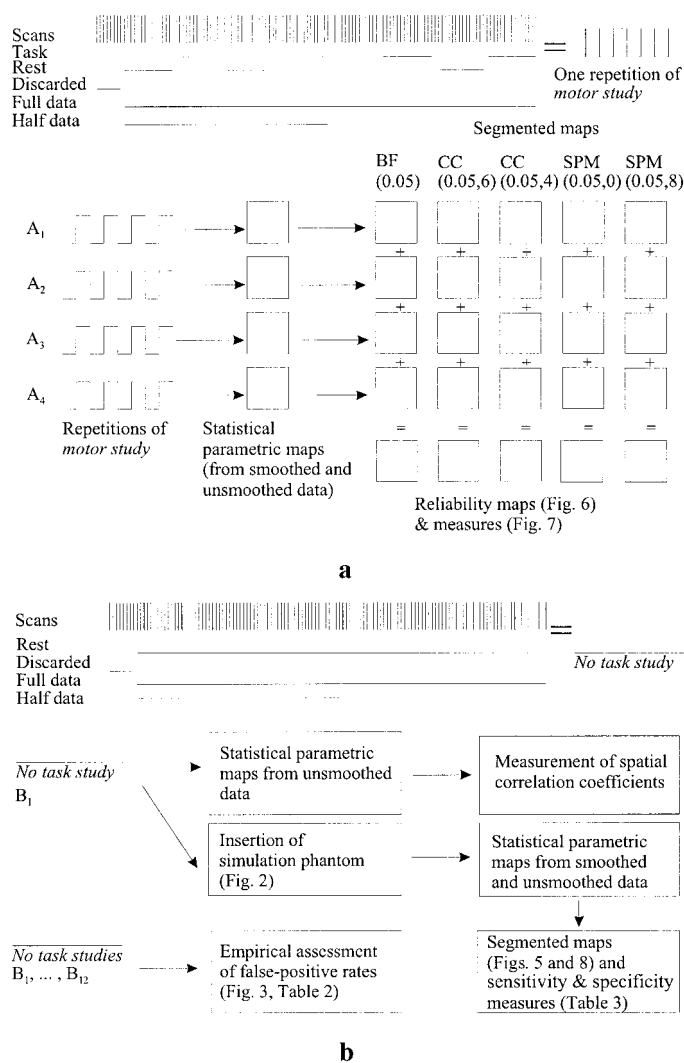 Scans
Task
Rest
Discarded
Full data
Half data
One repetition of
motor study
Segmented maps
BF CC CC SPM SPM
(0.05) (0.05,6) (0.05,4) (0.05,0) (0.05,8)
A₁
+ + + + +
A₂
+ + + + +
A₃
+ + + + +
A₄
= = = = =
Repetitions of
motor study
Statistical
parametric maps
(from smoothed and
unsmoothed data)
Reliability maps (Fig. 6)
& measures (Fig. 7)
a
Scans
Rest
Discarded
Full data
Half data
No task study
No task study
B₁
Statistical parametric
maps from unsmoothed
data
Measurement of spatial
correlation coefficients
Insertion of
simulation phantom
(Fig. 2)
Statistical parametric
maps from smoothed
and unsmoothed data
No task studies
B₁, ... , B₁₂
Empirical assessment
of false-positive rates
(Fig. 3, Table 2)
Segmented maps
(Figs. 5 and 8) and
sensitivity & specificity
measures (Table 3)
b